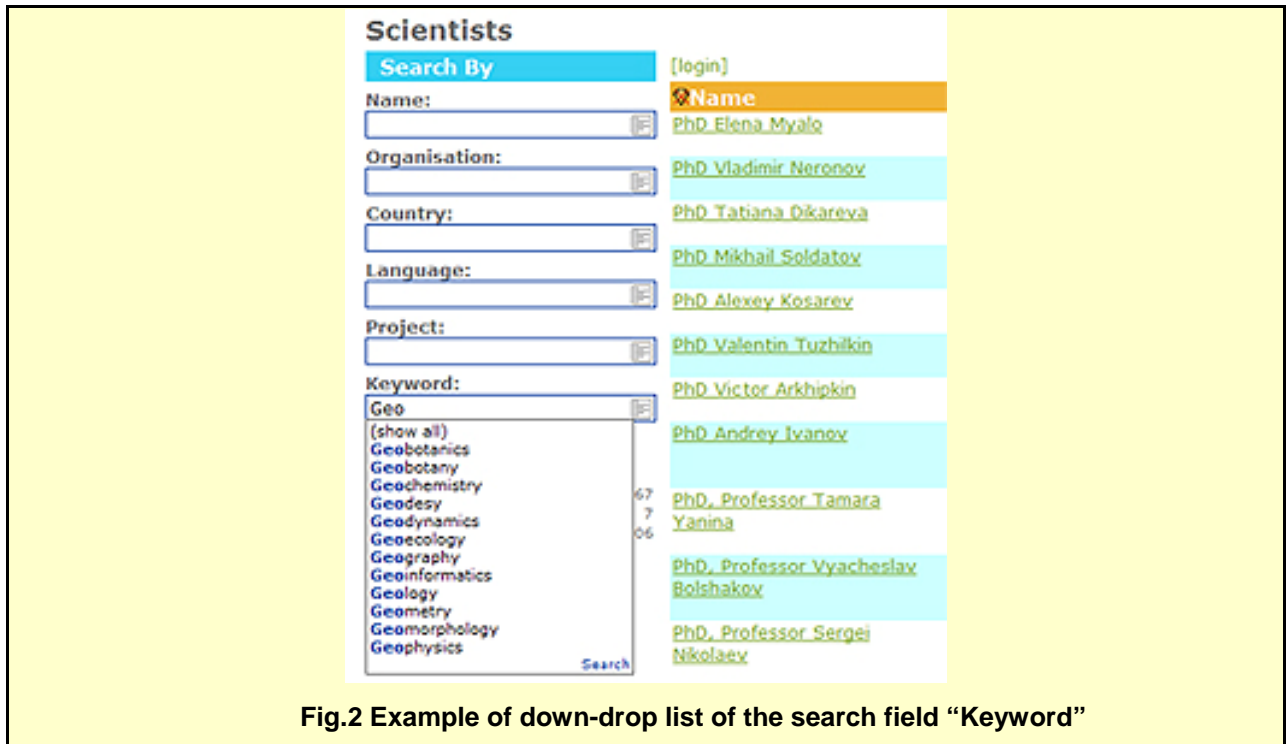 Scientists
Search By
Name:
Organisation:
Country:
Language:
Project:
Keyword:
Geo
(show all)
Geobotanics
Geobotany
Geochemistry
Geodesy
Geodynamics
Geoecology
Geography
Geoinformatics
Geology
Geometry
Geomorphology
Geophysics
Search
67
7
06
[login]
Name
PhD Elena Myalo
PhD Vladimir Neronov
PhD Tatiana Dikareva
PhD Mikhail Soldatov
PhD Alexey Kosarev
PhD Valentin Tuzhilkin
PhD Victor Arkhipkin
PhD Andrey Ivanov
PhD, Professor Tamara
Yanina
PhD, Professor Vyacheslav
Bolshakov
PhD, Professor Sergei
Nikolaev
Fig.2 Example of down-drop list of the search field “Keyword”